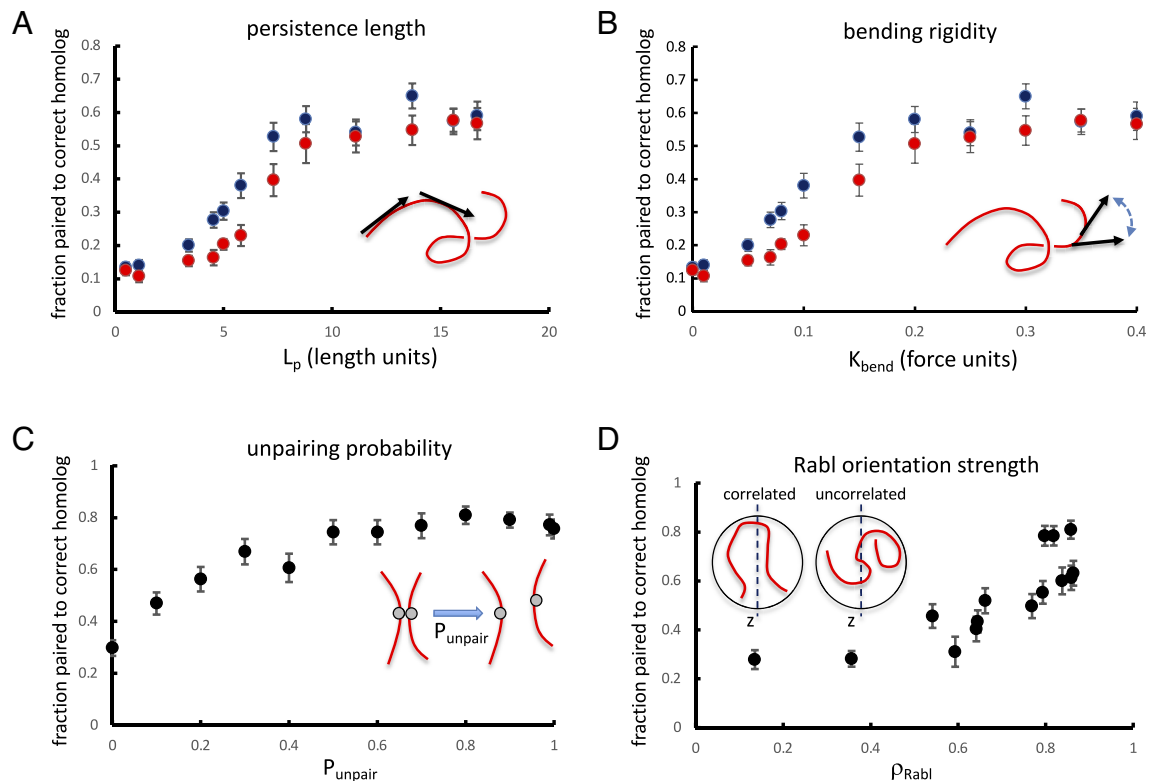 A
persistence length
fraction paired to correct homolog
0.8
0.7
0.6
0.5
0.4
0.3
0.2
0.1
0
0 5 10 15 20
Lp (length units)
B
bending rigidity
fraction paired to correct homolog
0.8
0.7
0.6
0.5
0.4
0.3
0.2
0.1
0
0 0.1 0.2 0.3 0.4
Kbend (force units)
C
unpairing probability
fraction paired to correct homolog
1
0.8
0.6
0.4
0.2
0
Punpair
0 0.2 0.4 0.6 0.8 1
Punpair
D
Rabl orientation strength
fraction paired to correct homolog
1
0.8
0.6
0.4
0.2
0
correlated uncorrelated
z z
0 0.2 0.4 0.6 0.8 1
ρRabl